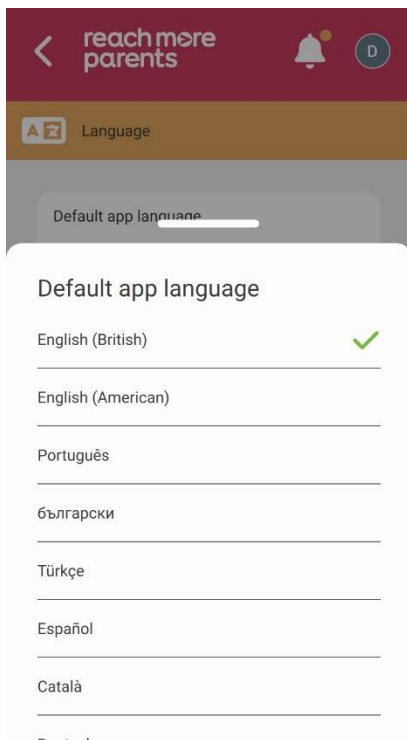 reach more
parents
D
Language
Default app language
Default app language
English (British)
English (American)
Português
български
Türkçe
Español
Català